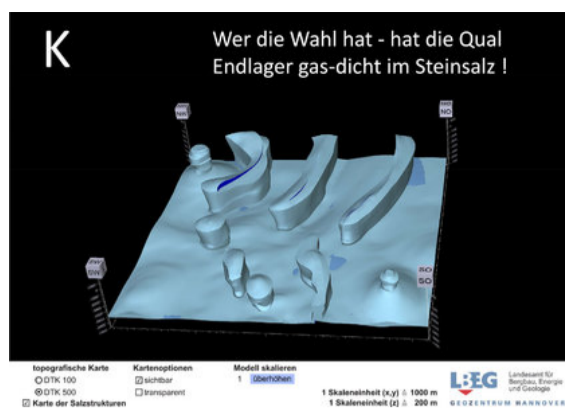 K
Wer die Wahl hat - hat die Qual
Endlager gas-dicht im Steinsalz !
NO
SW
SO
SO
topografische Karte
DTK 100
DTK 500
Karte der Salzstrukturen
Kartenoptionen
sichtbar
transparent
Modell skalieren
1 überhöhen
1 Skaleneinheit (x,y) ≙ 1000 m
1 Skaleneinheit (z) ≙ 200 m
LBEG
Landesamt für
Bergbau, Energie
und Geologie
GEOZENTRUM HANNOVER